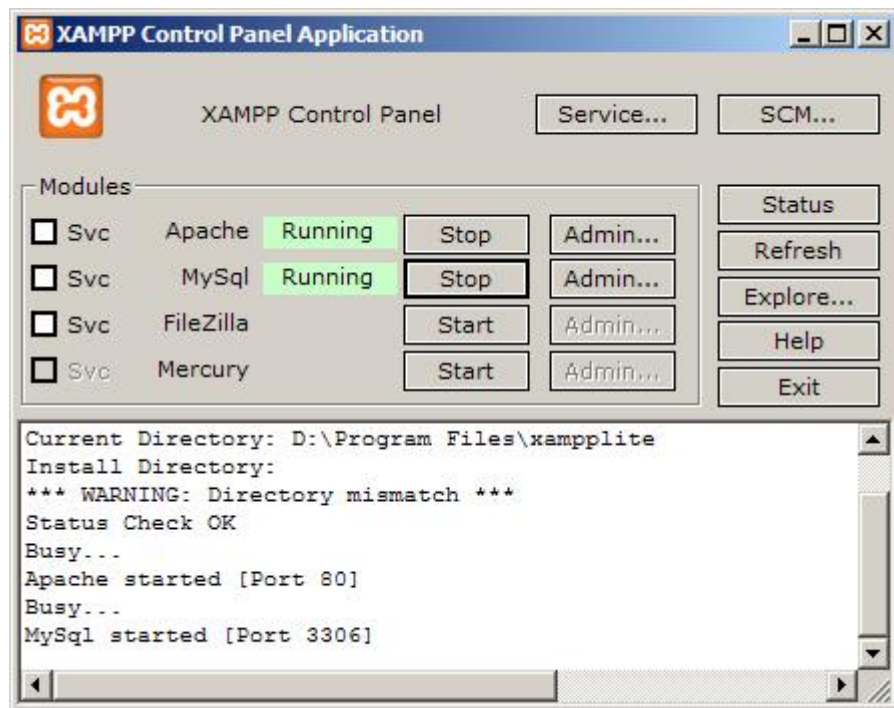 XAMPP Control Panel Application
XAMPP Control Panel Service... SCM...
Modules
Svc Apache Running Stop Admin...
Svc MySql Running Stop Admin...
Svc FileZilla Start Admin...
Svc Mercury Start Admin...
Status
Refresh
Explore...
Help
Exit
Current Directory: D:\Program Files\xampplite
Install Directory:
*** WARNING: Directory mismatch ***
Status Check OK
Busy...
Apache started [Port 80]
Busy...
MySql started [Port 3306]